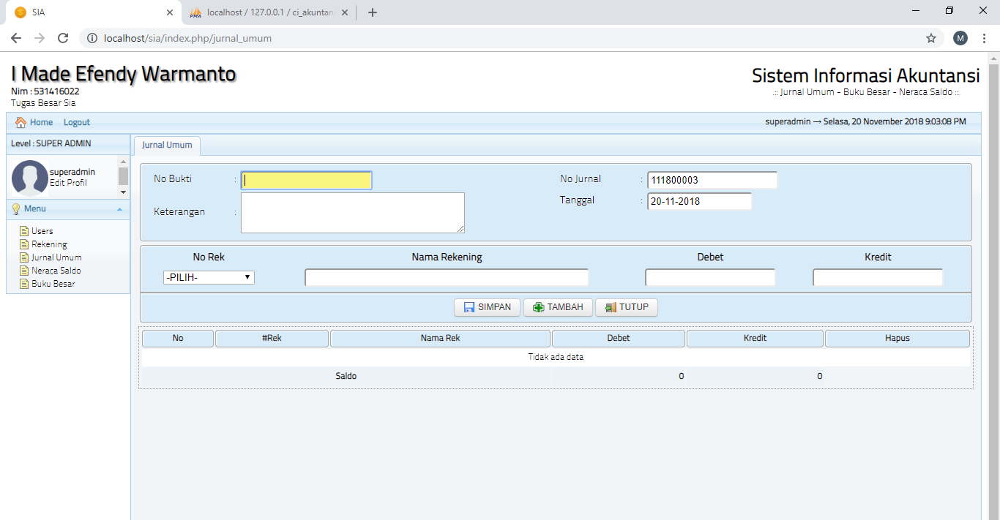 SIA
localhost / 127.0.0.1 / ci_akuntan
localhost/sia/index.php/jurnal_umum
M
I Made Efendy Warmanto
Nim : 531416022
Tugas Besar Sia
Sistem Informasi Akuntansi
.:: Jurnal Umum - Buku Besar - Neraca Saldo ::.
Home Logout
superadmin → Selasa, 20 November 2018 9:03:08 PM
Level : SUPER ADMIN
superadmin
Edit Profil
Menu
Users
Rekening
Jurnal Umum
Neraca Saldo
Buku Besar
Jurnal Umum
No Bukti :
Keterangan :
No Jurnal : 111800003
Tanggal : 20-11-2018
No Rek Nama Rekening Debet Kredit
-PILIH-
SIMPAN TAMBAH TUTUP
No #Rek Nama Rek Debet Kredit Hapus
Tidak ada data
Saldo 0 0